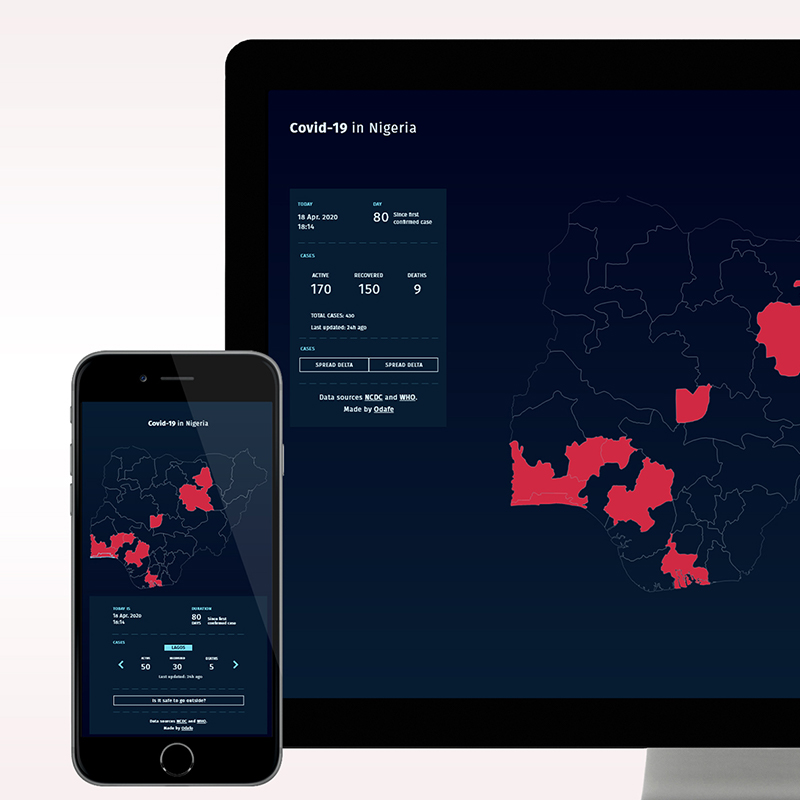 Covid-19 in Nigeria
TODAY
DAY
18 Apr. 2020
18:14
80
Since first
confirmed case
CASES
ACTIVE RECOVERED DEATHS
170 150 9
TOTAL CASES: 430
Last updated: 24h ago
CASES
SPREAD DELTA SPREAD DELTA
Data sources NCDC and WHO.
Made by Odafe
Covid-19 in Nigeria
TODAY IS
DURATION
18 Apr. 2020
18:14
80
DAYS
Since first
confirmed case
CASES
LAGOS
ACTIVE RECOVERED DEATHS
50 30 5
Last updated: 24h ago
Is it safe to go outside?
Data sources NCDC and WHO.
Made by Odafe